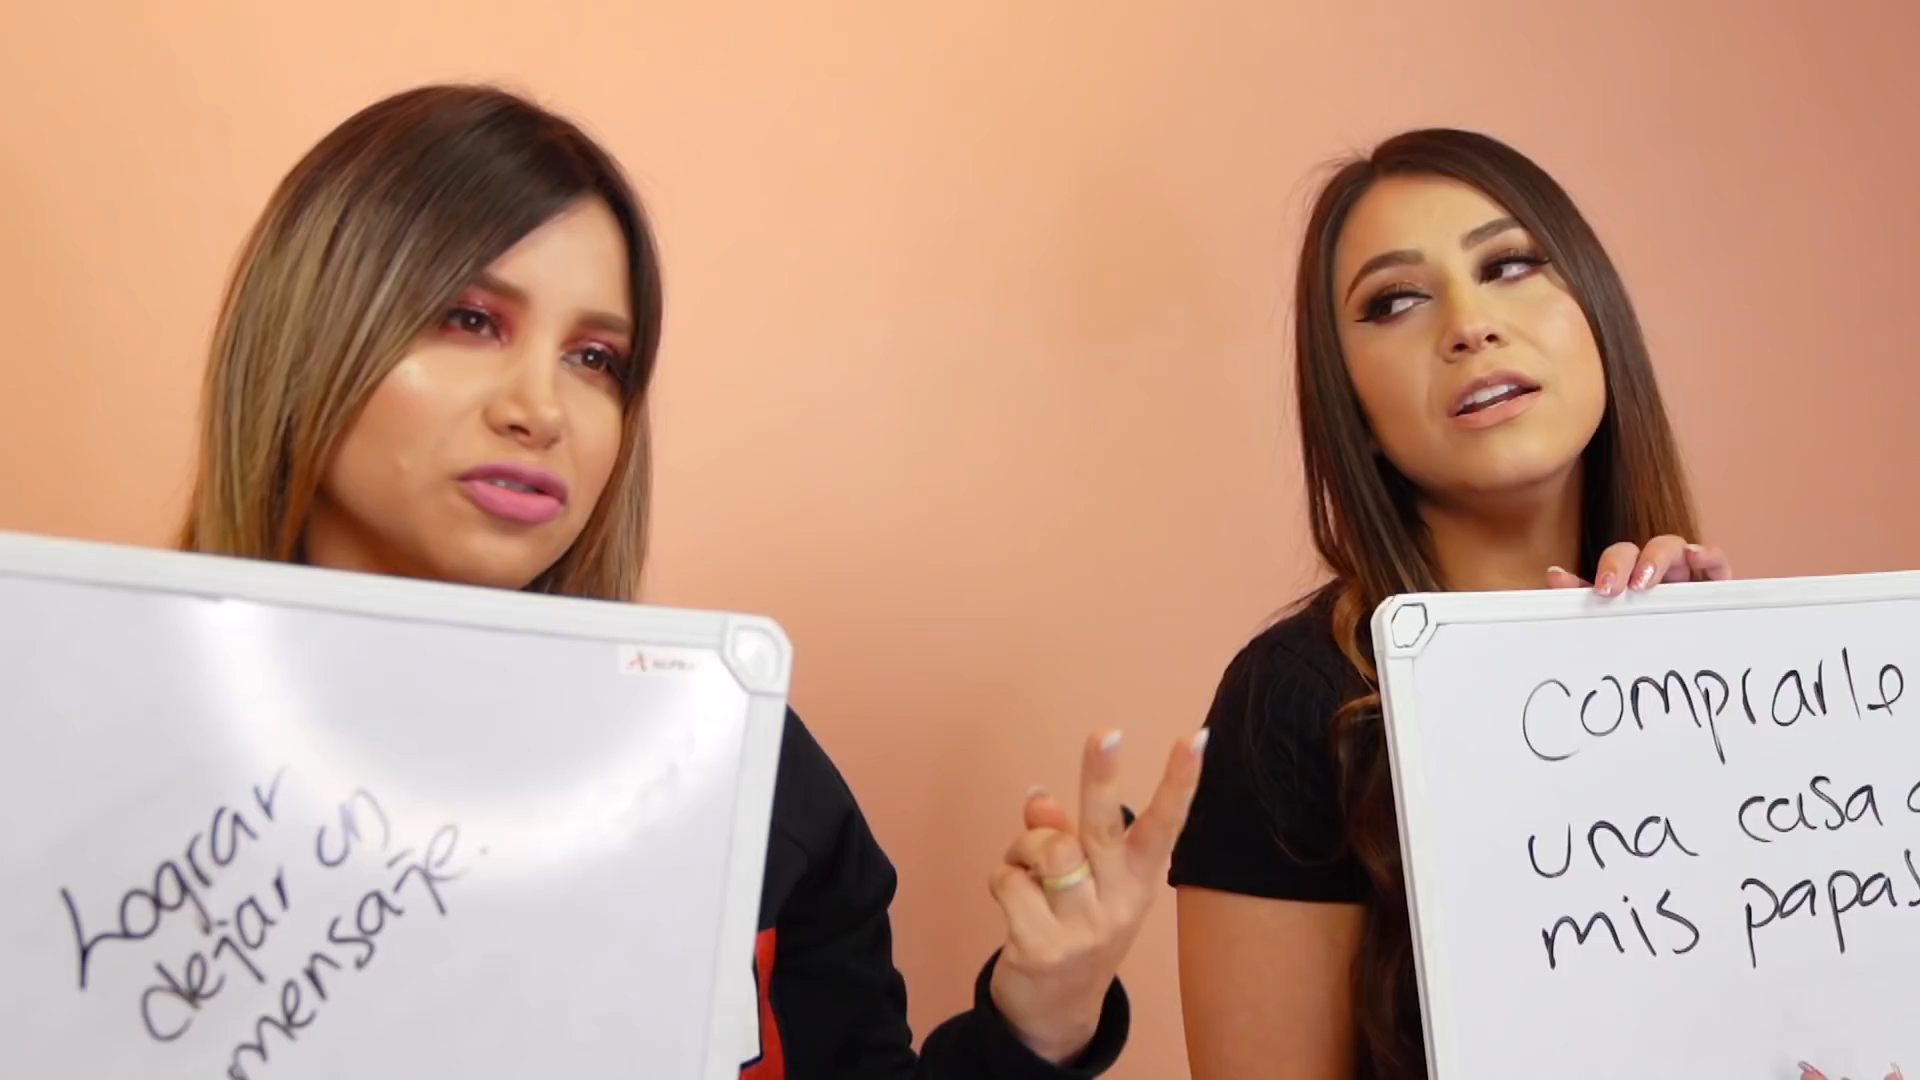 Lograr
dejar un
mensaje.
comprarle
una casa a
mis papas